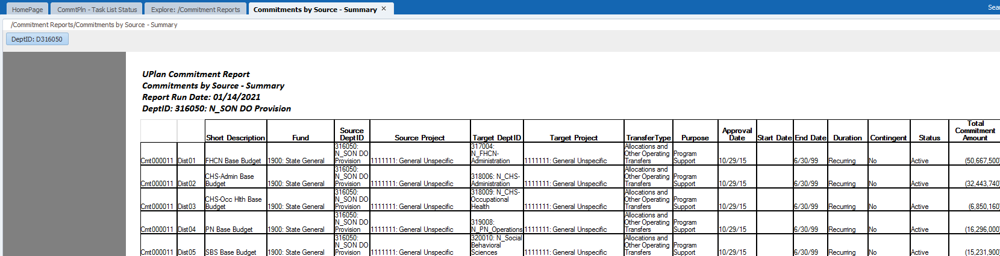 HomePage CommtPln - Task List Status Explore: /Commitment Reports Commitments by Source - Summary × Sear
/Commitment Reports/Commitments by Source - Summary
DeptID: D316050
UPlan Commitment Report
Commitments by Source - Summary
Report Run Date: 01/14/2021
DeptID: 316050: N_SON DO Provision
Short Description Fund Source DeptID Source Project Target DeptID Target Project TransferType Purpose Approval Date Start Date End Date Duration Contingent Status Total Commitment Amount
Cmt000011 Dist01 FHCN Base Budget 1900: State General 316050: N_SON DO Provision 1111111: General Unspecific 317004: N_FHCN-Administration 1111111: General Unspecific Allocations and Other Operating Transfers Program Support 10/29/15 6/30/99 Recurring No Active (50,667,500)
Cmt000011 Dist02 CHS-Admin Base Budget 1900: State General 316050: N_SON DO Provision 1111111: General Unspecific 318006: N_CHS-Administration 1111111: General Unspecific Allocations and Other Operating Transfers Program Support 10/29/15 6/30/99 Recurring No Active (32,443,740)
Cmt000011 Dist03 CHS-Occ Hlth Base Budget 1900: State General 316050: N_SON DO Provision 1111111: General Unspecific 318009: N_CHS-Occupational Health 1111111: General Unspecific Allocations and Other Operating Transfers Program Support 10/29/15 6/30/99 Recurring No Active (6,850,160)
Cmt000011 Dist04 PN Base Budget 1900: State General 316050: N_SON DO Provision 1111111: General Unspecific 319008: N_PN_Operations 1111111: General Unspecific Allocations and Other Operating Transfers Program Support 10/29/15 6/30/99 Recurring No Active (16,296,000)
Cmt000011 Dist05 SBS Base Budget 1900: State General 316050: N_SON DO Provision 1111111: General Unspecific 320010: N_Social Behavioral Sciences 1111111: General Unspecific Allocations and Other Operating Transfers Program Support 10/29/15 6/30/99 Recurring No Active (15,231,900)